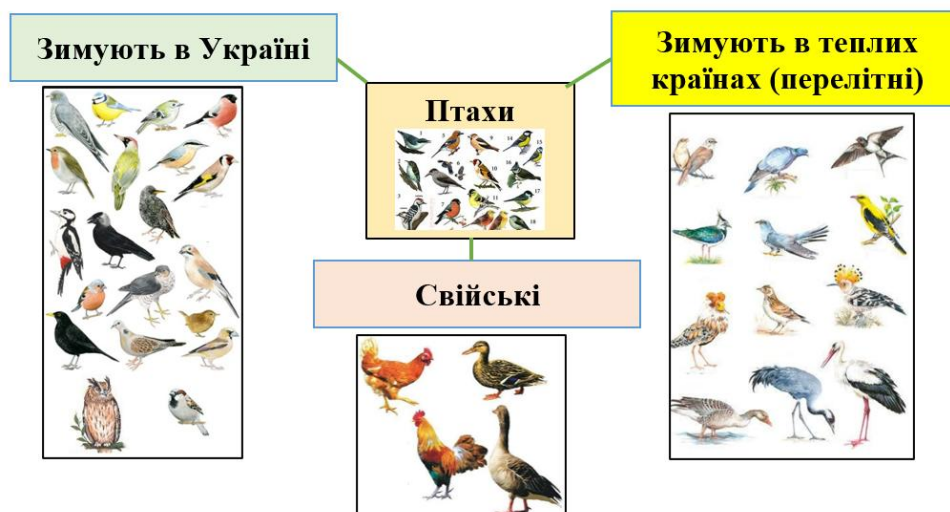 Зимують в Україні
Зимують в теплих
країнах (перелітні)
Птахи
Свійські